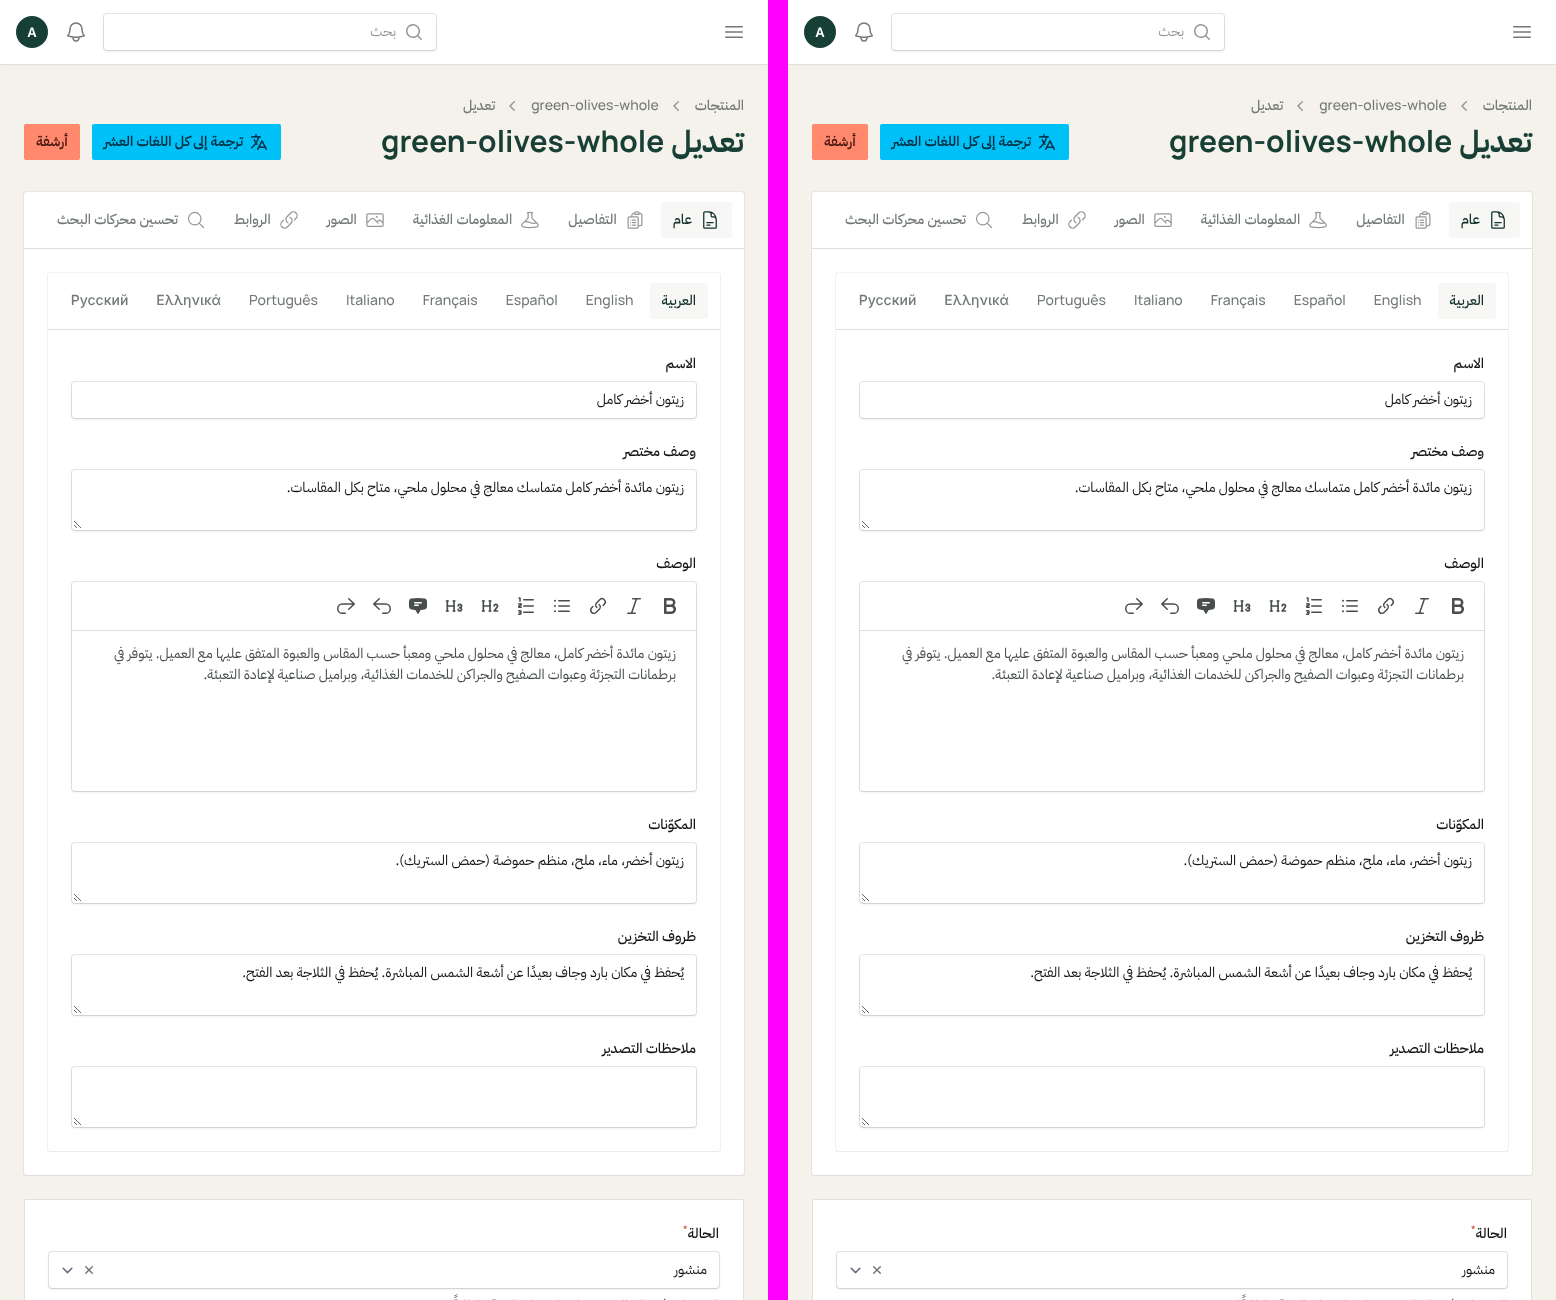 A
بحث
المنتجات
green-olives-whole
تعديل
تعديل green-olives-whole
ترجمة إلى كل اللغات العشر
أرشفة
عام
التفاصيل
المعلومات الغذائية
الصور
الروابط
تحسين محركات البحث
العربية
English
Español
Français
Italiano
Português
Ελληνικά
Русский
الاسم
زيتون أخضر كامل
وصف مختصر
زيتون مائدة أخضر كامل متماسك معالج في محلول ملحي، متاح بكل المقاسات.
الوصف
B I H2 H3
زيتون مائدة أخضر كامل، معالج في محلول ملحي ومعبأ حسب المقاس والعبوة المتفق عليها مع العميل. يتوفر في
برطمانات التجزئة وعبوات الصفيح والجراكن للخدمات الغذائية، وبراميل صناعية لإعادة التعبئة.
المكوّنات
زيتون أخضر، ماء، ملح، منظم حموضة (حمض الستريك).
ظروف التخزين
يُحفظ في مكان بارد وجاف بعيدًا عن أشعة الشمس المباشرة. يُحفظ في الثلاجة بعد الفتح.
ملاحظات التصدير
الحالة*
منشور
A
بحث
المنتجات
green-olives-whole
تعديل
تعديل green-olives-whole
ترجمة إلى كل اللغات العشر
أرشفة
عام
التفاصيل
المعلومات الغذائية
الصور
الروابط
تحسين محركات البحث
العربية
English
Español
Français
Italiano
Português
Ελληνικά
Русский
الاسم
زيتون أخضر كامل
وصف مختصر
زيتون مائدة أخضر كامل متماسك معالج في محلول ملحي، متاح بكل المقاسات.
الوصف
B I H2 H3
زيتون مائدة أخضر كامل، معالج في محلول ملحي ومعبأ حسب المقاس والعبوة المتفق عليها مع العميل. يتوفر في
برطمانات التجزئة وعبوات الصفيح والجراكن للخدمات الغذائية، وبراميل صناعية لإعادة التعبئة.
المكوّنات
زيتون أخضر، ماء، ملح، منظم حموضة (حمض الستريك).
ظروف التخزين
يُحفظ في مكان بارد وجاف بعيدًا عن أشعة الشمس المباشرة. يُحفظ في الثلاجة بعد الفتح.
ملاحظات التصدير
الحالة*
منشور